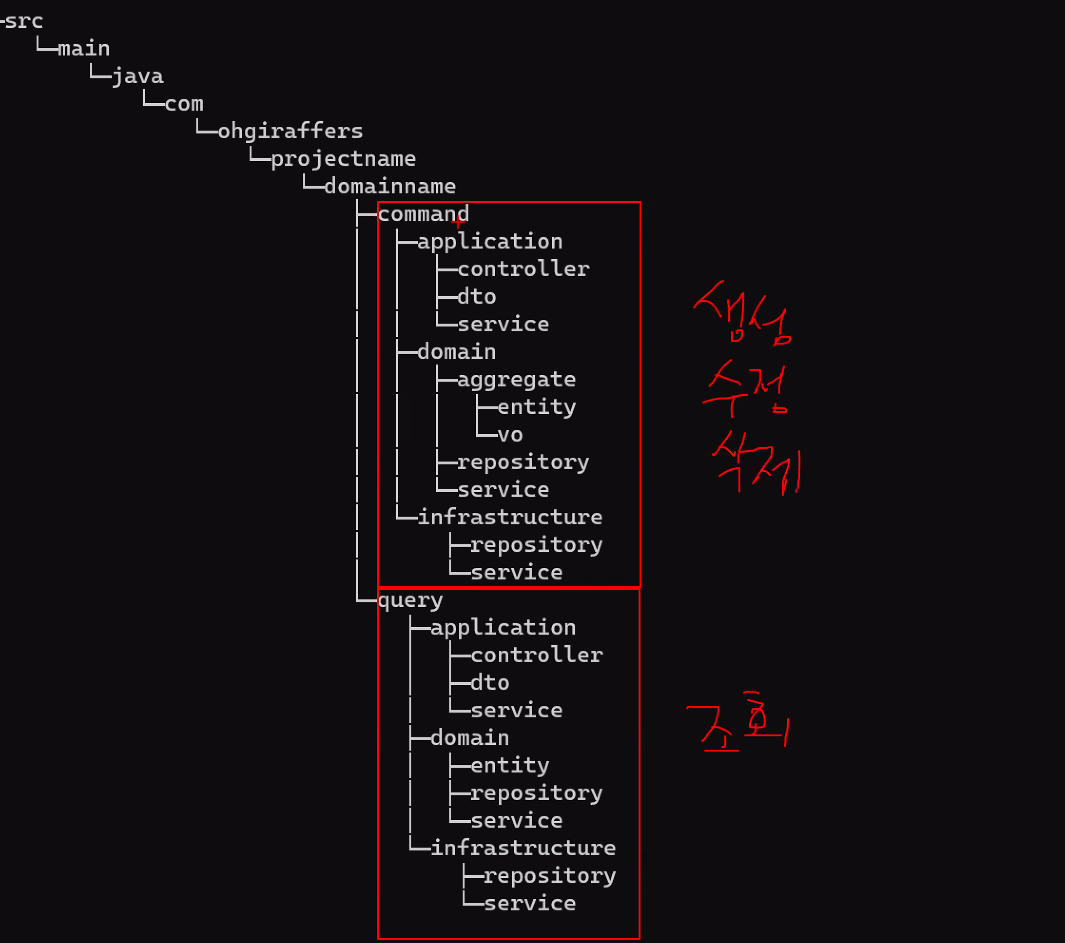 src
main
java
com
ohgiraffers
projectname
domainname
command
application
controller
dto
service
domain
aggregate
entity
vo
repository
service
infrastructure
repository
service
query
application
controller
dto
service
domain
entity
repository
service
infrastructure
repository
service
생성
수정
삭제
조회